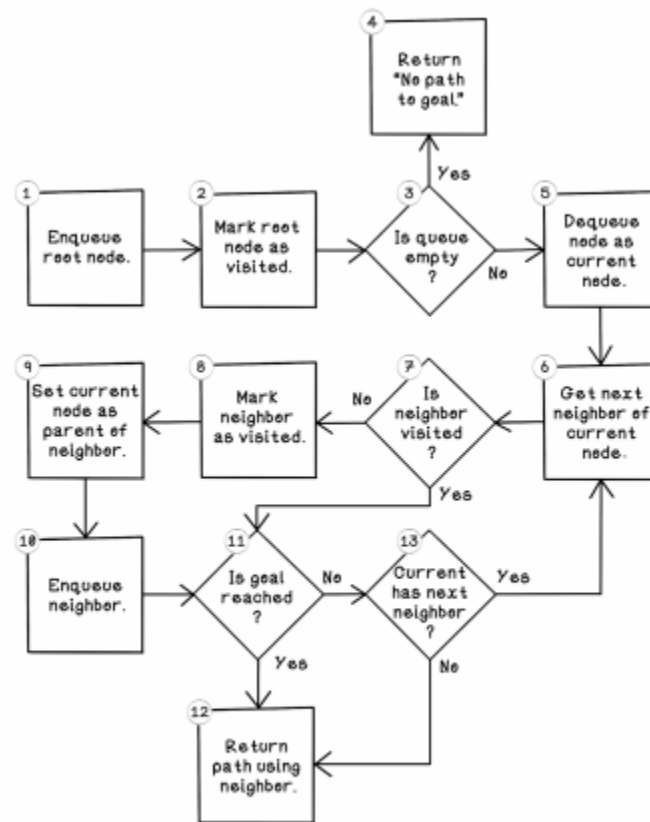 4
Return
"No path
to goal."
Yes
1
Enqueue
root node.
2
Mark root
node as
visited.
3
Is queue
empty
?
No
5
Dequeue
node as
current
node.
9
Set current
node as
parent of
neighbor.
8
Mark
neighbor
as visited.
No
7
Is
neighbor
visited
?
Yes
6
Get next
neighbor of
current
node.
10
Enqueue
neighbor.
11
Is goal
reached
?
No
Yes
13
Current
has next
neighbor
?
Yes
No
12
Return
path using
neighbor.